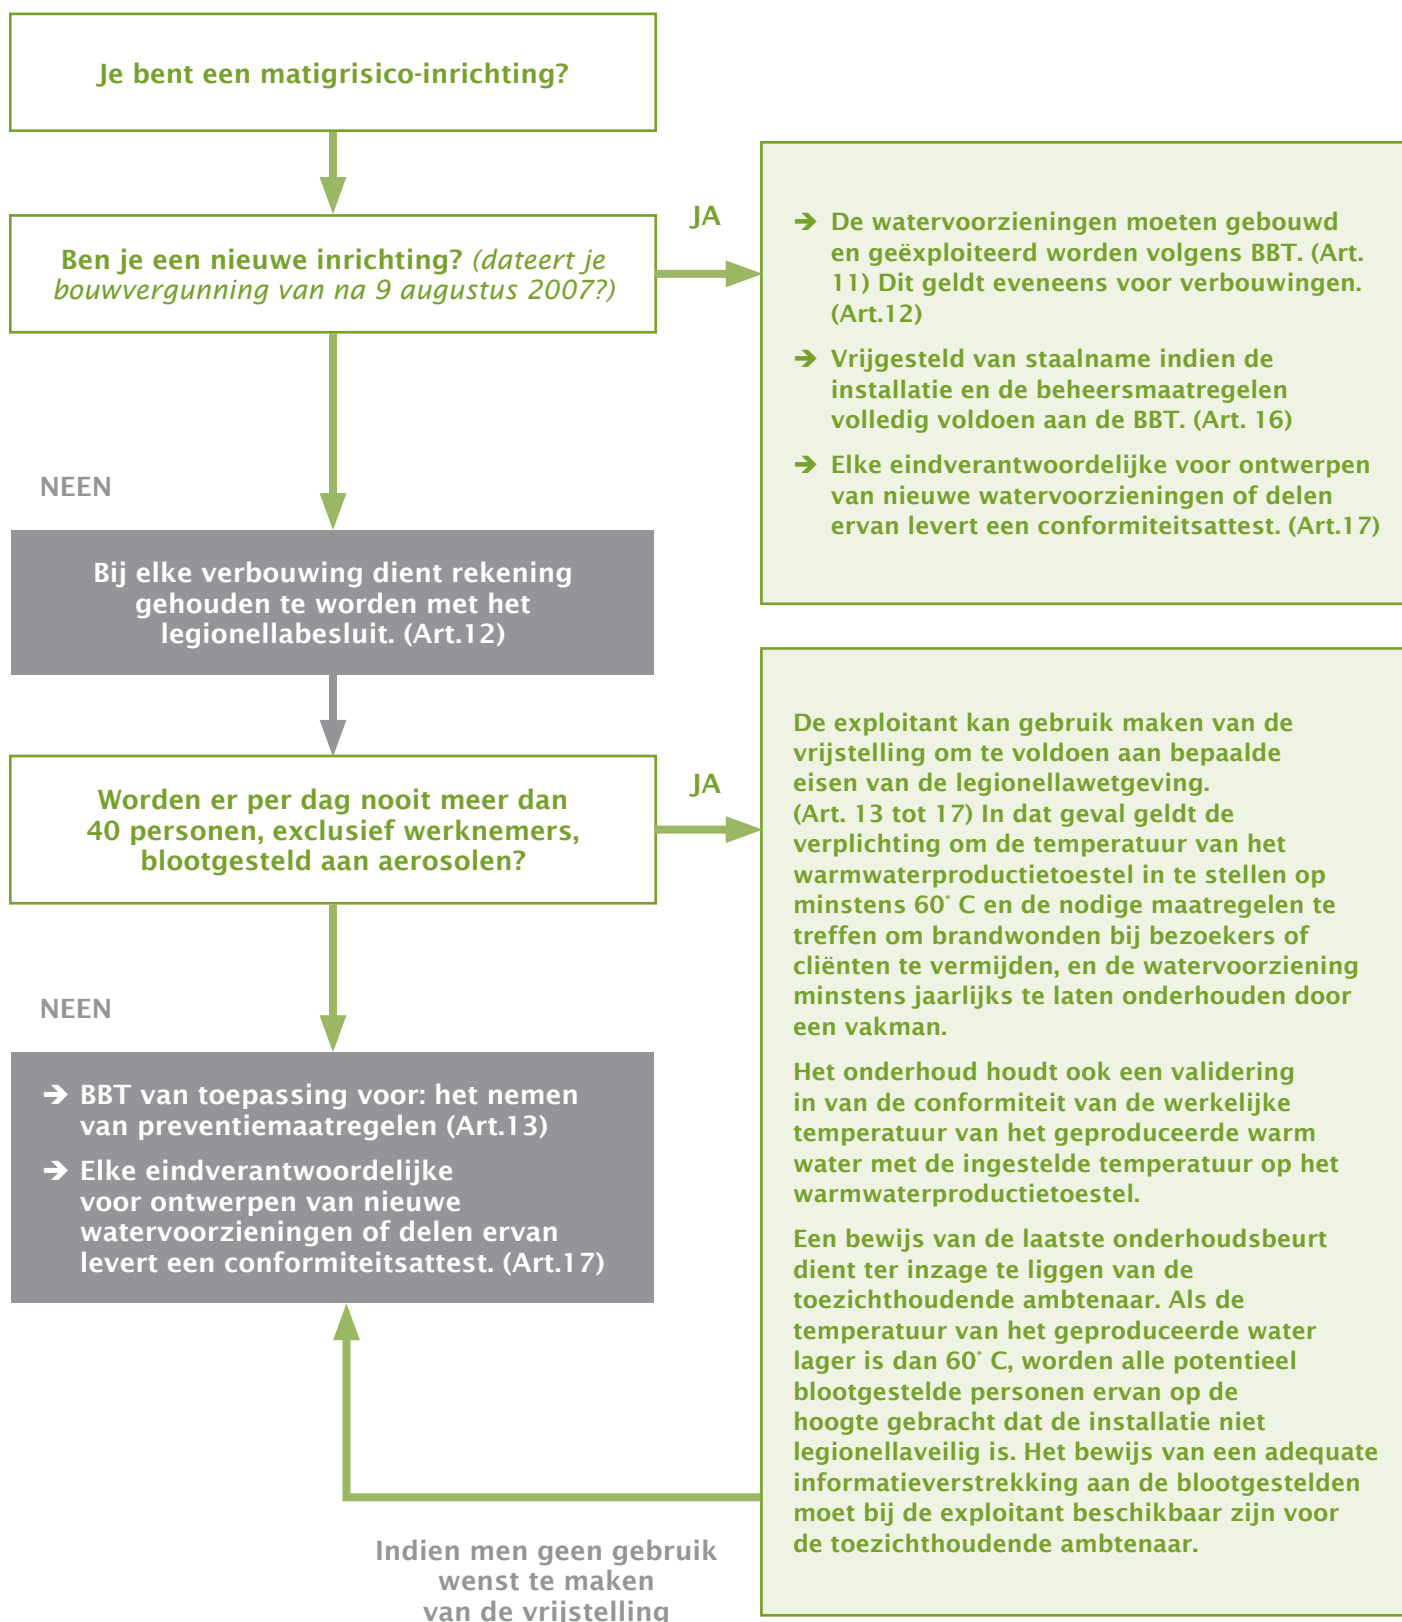 Je bent een matigrisico-inrichting?
Ben je een nieuwe inrichting? (dateert je
bouwvergunning van na 9 augustus 2007?)
JA
➔ De watervoorzieningen moeten gebouwd
en geëxploiteerd worden volgens BBT. (Art.
11) Dit geldt eveneens voor verbouwingen.
(Art.12)
➔ Vrijgesteld van staalname indien de
installatie en de beheersmaatregelen
volledig voldoen aan de BBT. (Art. 16)
➔ Elke eindverantwoordelijke voor ontwerpen
van nieuwe watervoorzieningen of delen
ervan levert een conformiteitsattest. (Art.17)
NEEN
Bij elke verbouwing dient rekening
gehouden te worden met het
legionellabesluit. (Art.12)
Worden er per dag nooit meer dan
40 personen, exclusief werknemers,
blootgesteld aan aerosolen?
JA
De exploitant kan gebruik maken van de
vrijstelling om te voldoen aan bepaalde
eisen van de legionellawetgeving.
(Art. 13 tot 17) In dat geval geldt de
verplichting om de temperatuur van het
warmwaterproductietoestel in te stellen op
minstens 60° C en de nodige maatregelen te
treffen om brandwonden bij bezoekers of
cliënten te vermijden, en de watervoorziening
minstens jaarlijks te laten onderhouden door
een vakman.
Het onderhoud houdt ook een validering
in van de conformiteit van de werkelijke
temperatuur van het geproduceerde warm
water met de ingestelde temperatuur op het
warmwaterproductietoestel.
Een bewijs van de laatste onderhoudsbeurt
dient ter inzage te liggen van de
toezichthoudende ambtenaar. Als de
temperatuur van het geproduceerde water
lager is dan 60° C, worden alle potentieel
blootgestelde personen ervan op de
hoogte gebracht dat de installatie niet
legionellaveilig is. Het bewijs van een adequate
informatieverstrekking aan de blootgestelden
moet bij de exploitant beschikbaar zijn voor
de toezichthoudende ambtenaar.
NEEN
➔ BBT van toepassing voor: het nemen
van preventiemaatregelen (Art.13)
➔ Elke eindverantwoordelijke
voor ontwerpen van nieuwe
watervoorzieningen of delen ervan
levert een conformiteitsattest. (Art.17)
Indien men geen gebruik
wenst te maken
van de vrijstelling